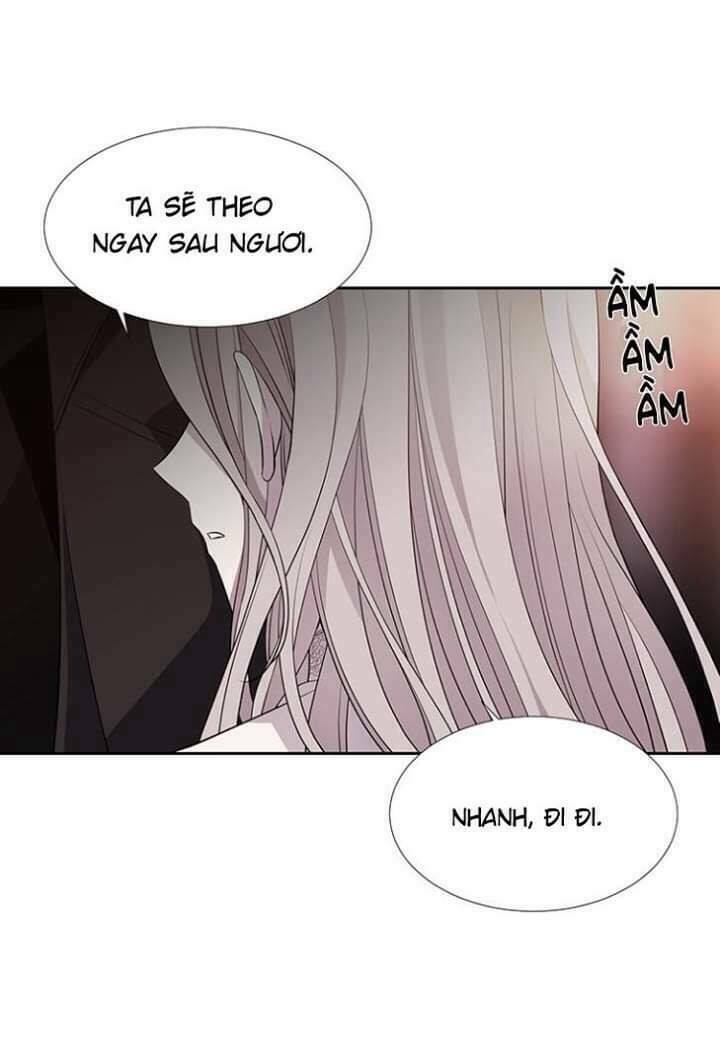 TA SẼ THEO
NGAY SAU NGƯƠI.
ẦM
ẦM
ẦM
NHANH, ĐI ĐI.